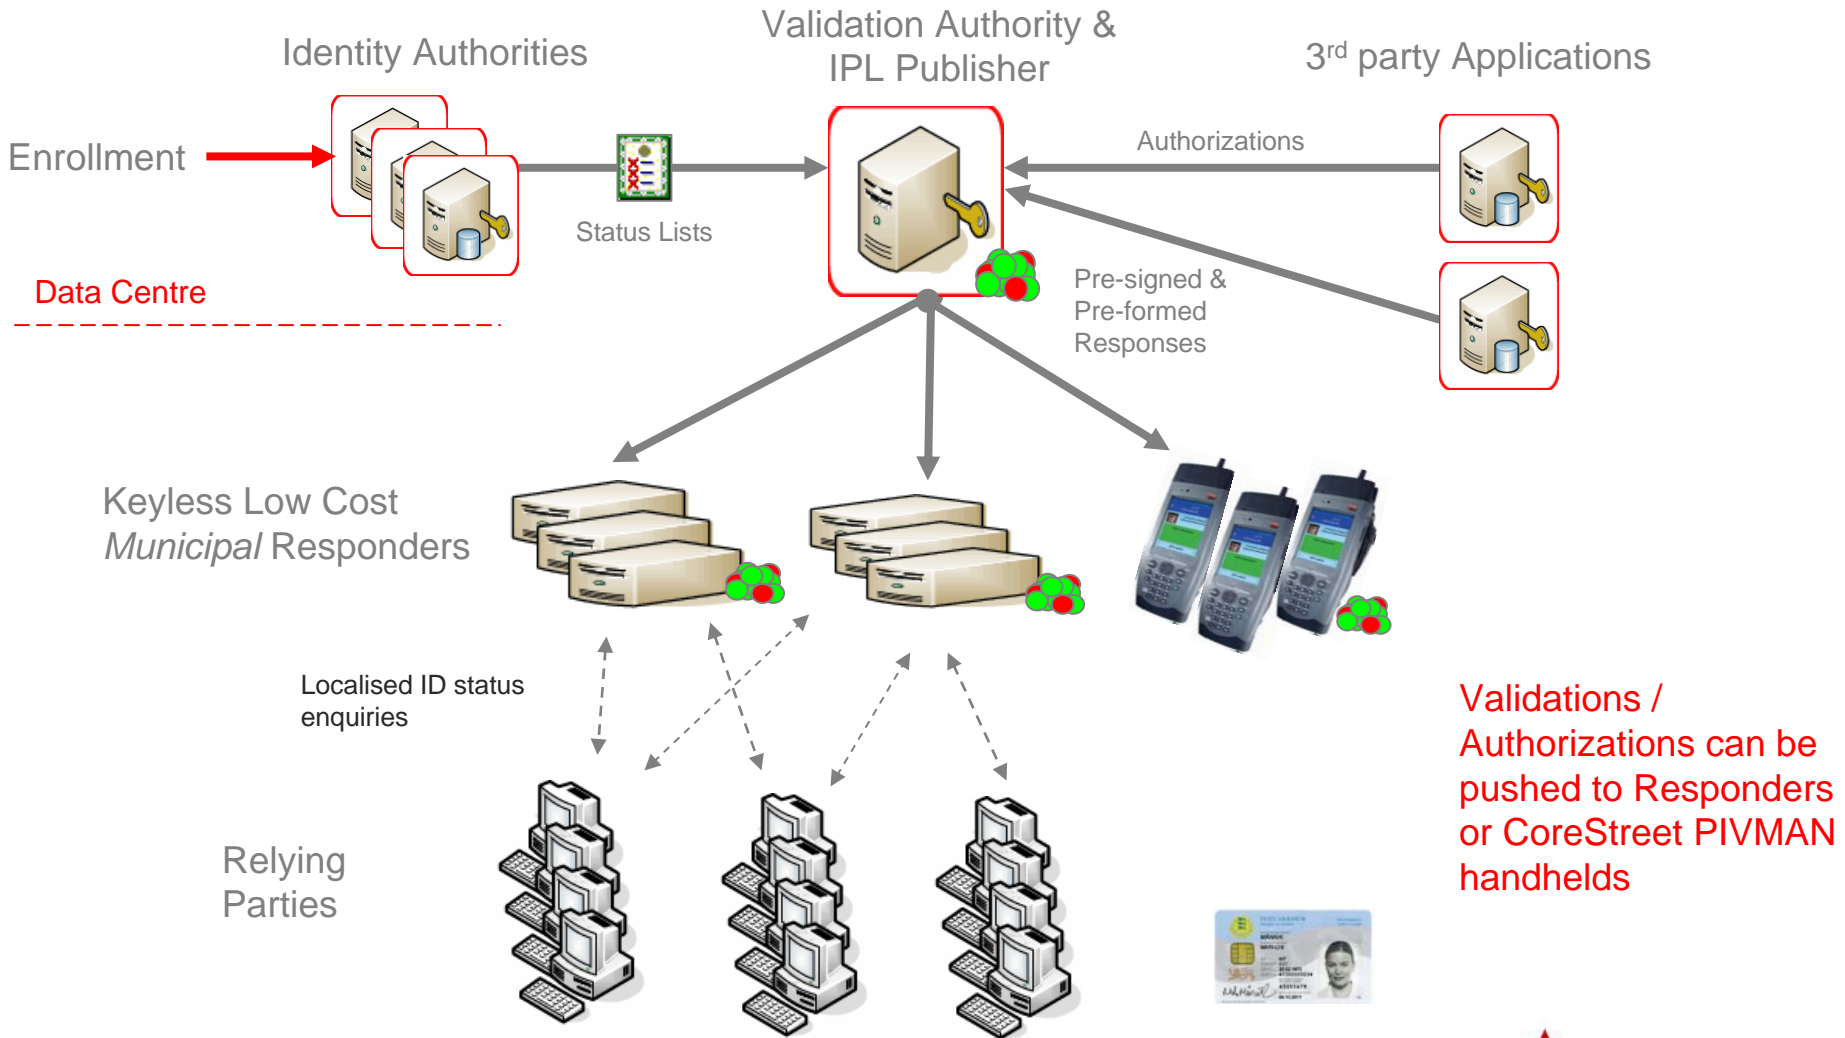 Validation Authority &
IPL Publisher
Identity Authorities
3rd party Applications
Enrollment
Authorizations
Status Lists
Data Centre
Pre-signed &
Pre-formed
Responses
Keyless Low Cost
Municipal Responders
Localised ID status
enquiries
Validations /
Authorizations can be
pushed to Responders
or CoreStreet PIVMAN
handhelds
Relying
Parties